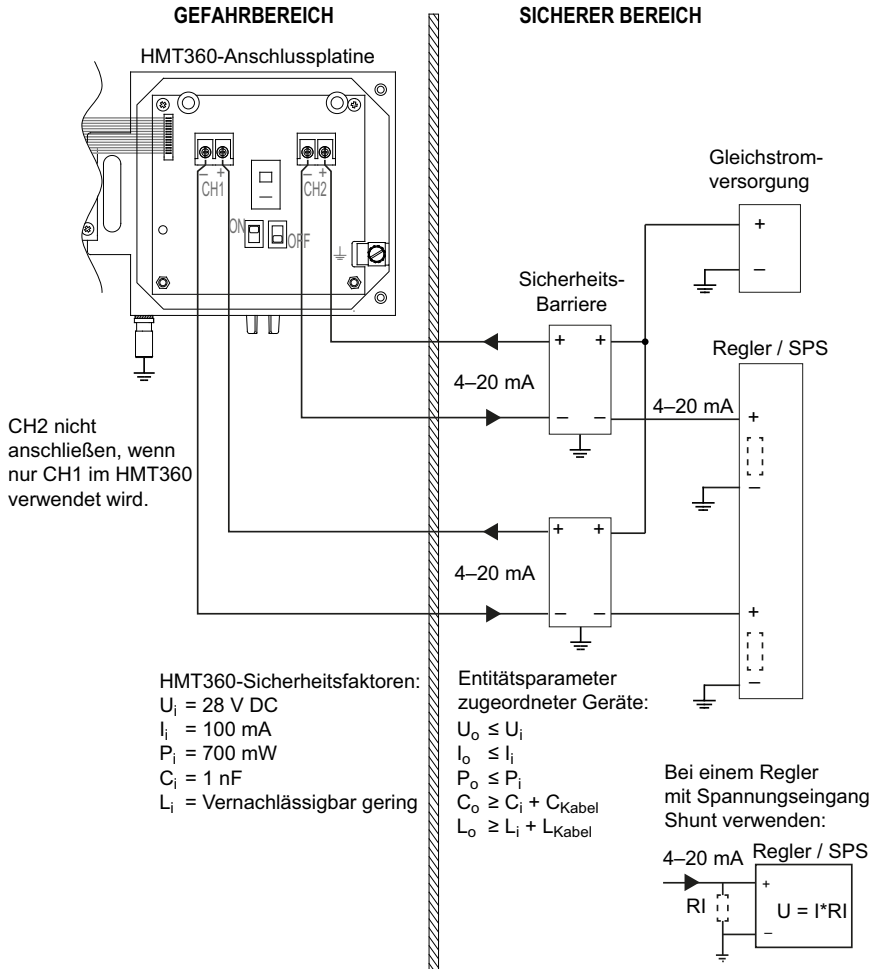 GEFAHRBEREICH
SICHERER BEREICH
HMT360-Anschlussplatine
– +
CH1
– +
CH2
ON
OFF
Gleichstrom-
versorgung
+
–
Sicherheits-
Barriere
+ +
– –
4–20 mA
4–20 mA
Regler / SPS
+
–
CH2 nicht
anschließen, wenn
nur CH1 im HMT360
verwendet wird.
+ +
– –
4–20 mA
+
–
HMT360-Sicherheitsfaktoren:
Ui = 28 V DC
Ii = 100 mA
Pi = 700 mW
Ci = 1 nF
Li = Vernachlässigbar gering
Entitätsparameter
zugeordneter Geräte:
Uo ≤ Ui
Io ≤ Ii
Po ≤ Pi
Co ≥ Ci + CKabel
Lo ≥ Li + LKabel
Bei einem Regler
mit Spannungseingang
Shunt verwenden:
4–20 mA
Regler / SPS
RI
+
U = I*RI
–